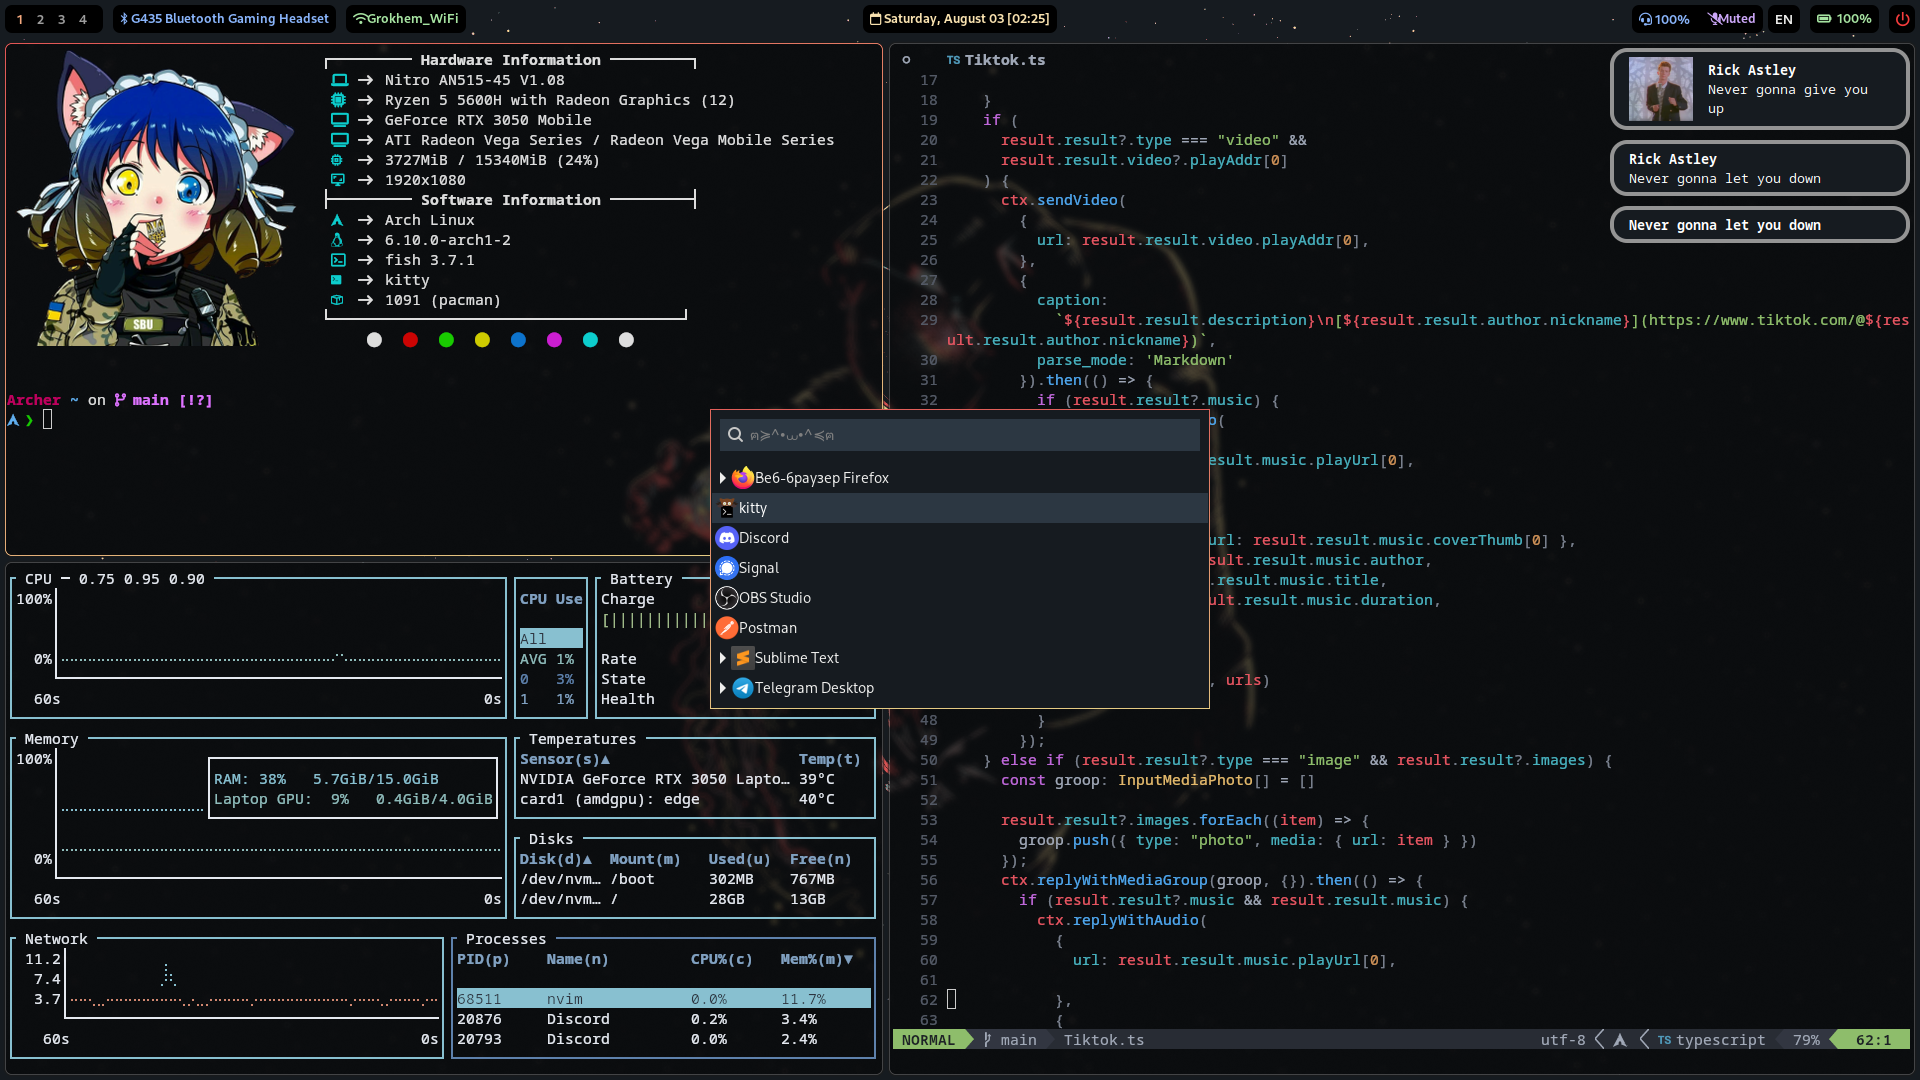 1 2 3 4
G435 Bluetooth Gaming Headset
Grokhem_WiFi
Saturday, August 03 [02:25]
100%
Muted
EN
100%
Hardware Information
Nitro AN515-45 V1.08
Ryzen 5 5600H with Radeon Graphics (12)
GeForce RTX 3050 Mobile
ATI Radeon Vega Series / Radeon Vega Mobile Series
3727MiB / 15340MiB (24%)
1920x1080
Software Information
Arch Linux
6.10.0-arch1-2
fish 3.7.1
kitty
1091 (pacman)
SBU
Archer ~ on main [!?]
❯
CPU — 0.75 0.95 0.90
100%
0%
60s 0s
CPU Use
All
AVG 1%
0 3%
1 1%
Battery
Charge
[|||||||||||
Rate
State
Health
Memory
100%
RAM: 38% 5.7GiB/15.0GiB
Laptop GPU: 9% 0.4GiB/4.0GiB
0%
60s 0s
Temperatures
Sensor(s)▲ Temp(t)
NVIDIA GeForce RTX 3050 Lapto… 39°C
card1 (amdgpu): edge 40°C
Disks
Disk(d)▲ Mount(m) Used(u) Free(n)
/dev/nvm… /boot 302MB 767MB
/dev/nvm… / 28GB 13GB
Network
11.2
7.4
3.7
60s 0s
Processes
PID(p) Name(n) CPU%(c) Mem%(m)▼
68511 nvim 0.0% 11.7%
20876 Discord 0.2% 3.4%
20793 Discord 0.0% 2.4%
ฅ≽^•⩊•^≼ฅ
Веб-браузер Firefox
kitty
Discord
Signal
OBS Studio
Postman
Sublime Text
Telegram Desktop
TS Tiktok.ts
17
18 }
19 if (
20 result.result?.type === "video" &&
21 result.result.video?.playAddr[0]
22 ) {
23 ctx.sendVideo(
24 {
25 url: result.result.video.playAddr[0],
26 },
27 {
28 caption:
29 `${result.result.description}\n[${result.result.author.nickname}](https://www.tiktok.com/@${res
ult.result.author.nickname})`,
30 parse_mode: 'Markdown'
31 }).then(() => {
32 if (result.result?.music) {
o(
esult.music.playUrl[0],
url: result.result.music.coverThumb[0] },
sult.result.music.author,
.result.music.title,
ult.result.music.duration,
, urls)
48 }
49 });
50 } else if (result.result?.type === "image" && result.result?.images) {
51 const groop: InputMediaPhoto[] = []
52
53 result.result?.images.forEach((item) => {
54 groop.push({ type: "photo", media: { url: item } })
55 });
56 ctx.replyWithMediaGroup(groop, {}).then(() => {
57 if (result.result?.music && result.result.music) {
58 ctx.replyWithAudio(
59 {
60 url: result.result.music.playUrl[0],
61
62 },
63 {
NORMAL main Tiktok.ts utf-8 TS typescript 79% 62:1
Rick Astley
Never gonna give you
up
Rick Astley
Never gonna let you down
Never gonna let you down